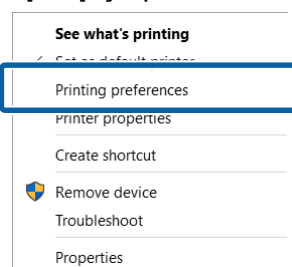 See what's printing
Set as default printer
Printing preferences
Printer properties
Create shortcut
Remove device
Troubleshoot
Properties